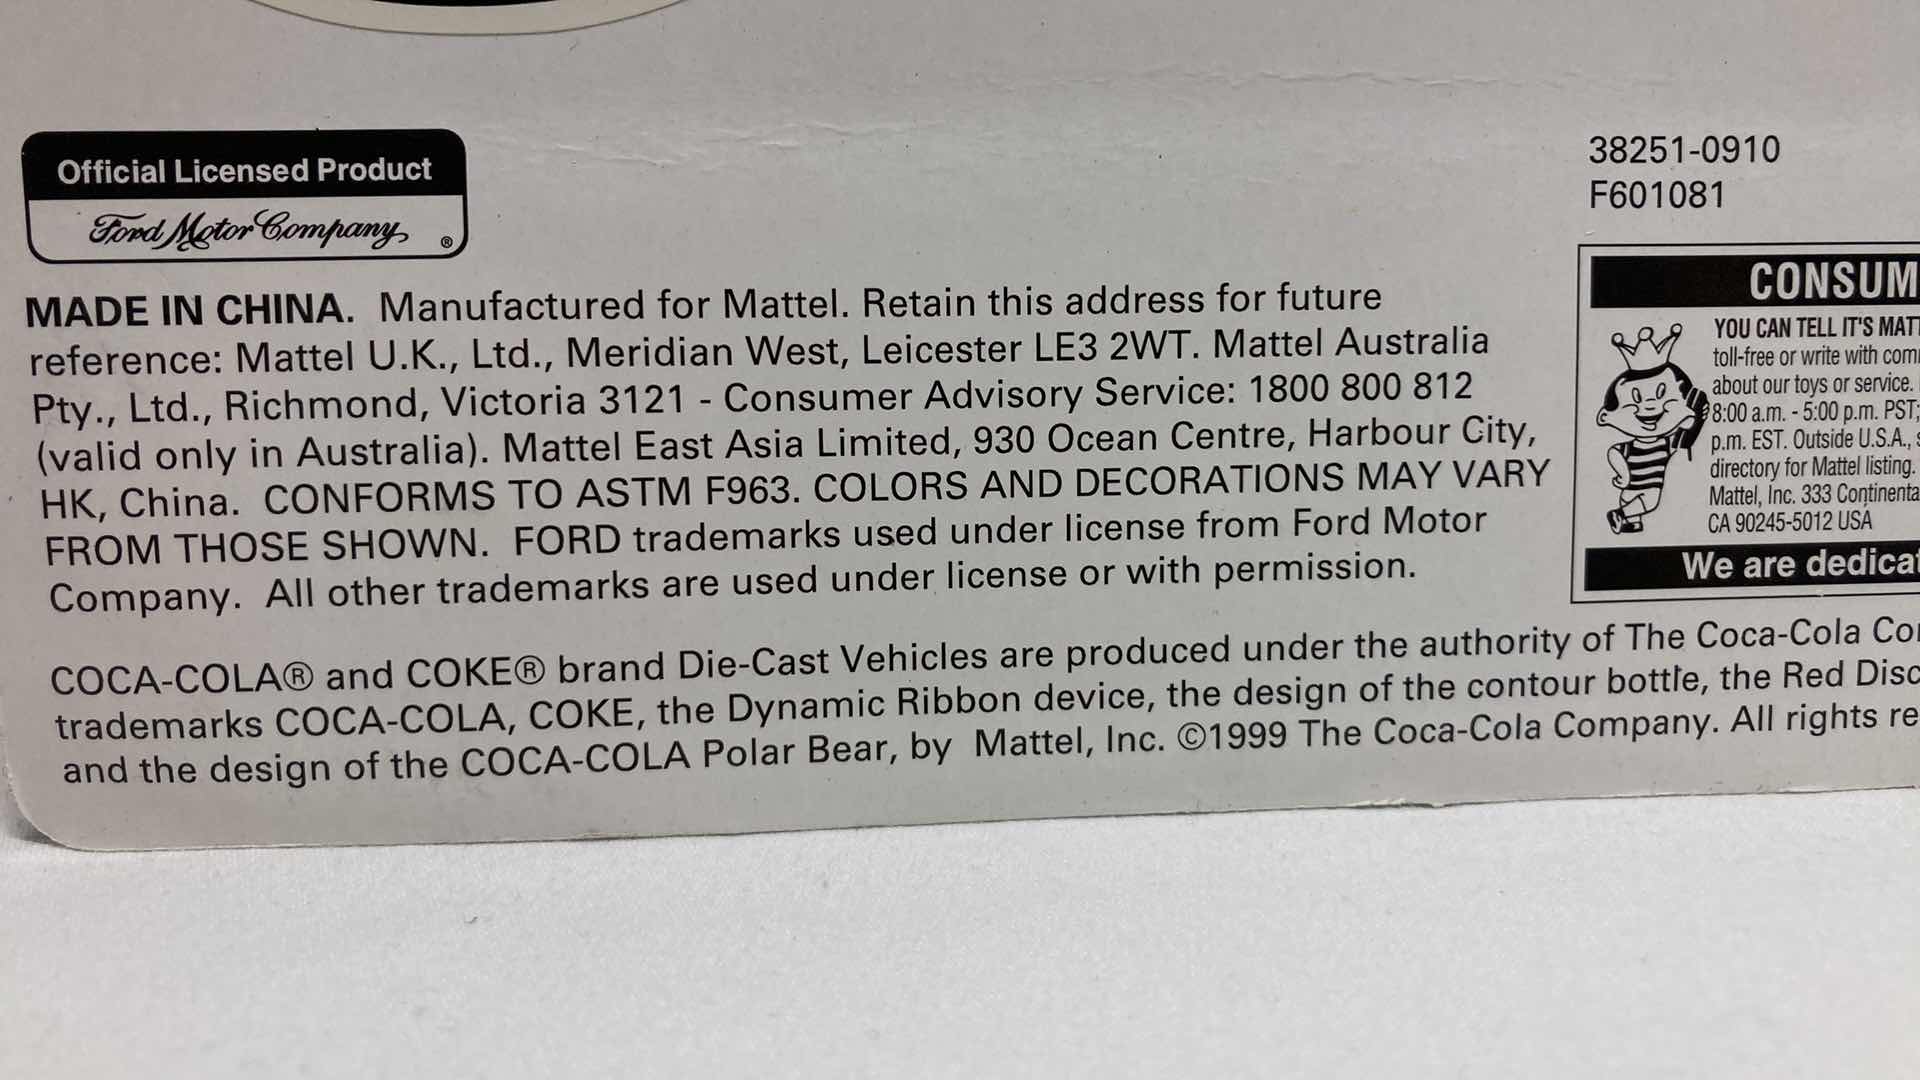 Official Licensed Product
Ford Motor Company ®
38251-0910
F601081
MADE IN CHINA. Manufactured for Mattel. Retain this address for future
reference: Mattel U.K., Ltd., Meridian West, Leicester LE3 2WT. Mattel Australia
Pty., Ltd., Richmond, Victoria 3121 - Consumer Advisory Service: 1800 800 812
(valid only in Australia). Mattel East Asia Limited, 930 Ocean Centre, Harbour City,
HK, China. CONFORMS TO ASTM F963. COLORS AND DECORATIONS MAY VARY
FROM THOSE SHOWN. FORD trademarks used under license from Ford Motor
Company. All other trademarks are used under license or with permission.
CONSUM
YOU CAN TELL IT'S MAT
toll-free or write with com
about our toys or service.
8:00 a.m. - 5:00 p.m. PST;
p.m. EST. Outside U.S.A.,
directory for Mattel listing.
Mattel, Inc. 333 Continenta
CA 90245-5012 USA
We are dedica
COCA-COLA® and COKE® brand Die-Cast Vehicles are produced under the authority of The Coca-Cola Co
trademarks COCA-COLA, COKE, the Dynamic Ribbon device, the design of the contour bottle, the Red Disc
and the design of the COCA-COLA Polar Bear, by Mattel, Inc. ©1999 The Coca-Cola Company. All rights re